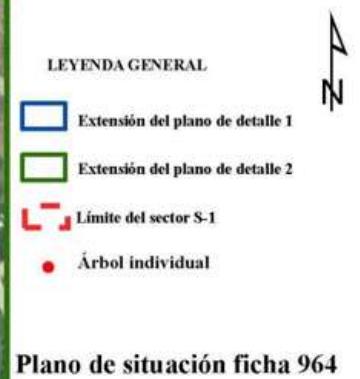 N
LEYENDA GENERAL
Extensión del plano de detalle 1
Extensión del plano de detalle 2
Límite del sector S-1
Árbol individual
Plano de situación ficha 964